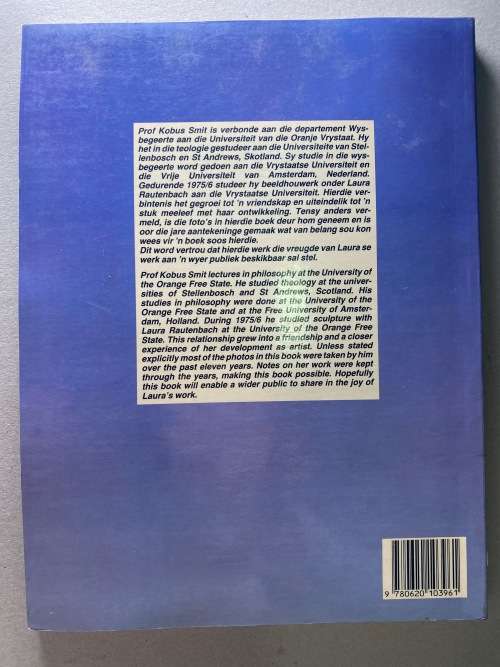 Prof Kobus Smit is verbonde aan die departement Wys-
begeerte aan die Universiteit van die Oranje Vrystaat. Hy
het in die teologie gestudeer aan die Universiteite van Stel-
lenbosch en St Andrews, Skotland. Sy studie in die wys-
begeerte word gedoen aan die Vrystaatse Universiteit en
die Vrije Universiteit van Amsterdam, Nederland.
Gedurende 1975/6 studeer hy beeldhouwerk onder Laura
Rautenbach aan die Vrystaatse Universiteit. Hierdie ver-
bintenis het gegroei tot 'n vriendskap en uiteindelik tot 'n
stuk meeleef met haar ontwikkeling. Tensy anders ver-
meld, is die foto's in hierdie boek deur hom geneem en is
oor die jare aantekeninge gemaak wat van belang sou kon
wees vir 'n boek soos hierdie.
Dit word vertrou dat hierdie werk die vreugde van Laura se
werk aan 'n wyer publiek beskikbaar sal stel.
Prof Kobus Smit lectures in philosophy at the University of
the Orange Free State. He studied theology at the univer-
sities of Stellenbosch and St Andrews, Scotland. His
studies in philosophy were done at the University of the
Orange Free State and at the Free University of Amster-
dam, Holland. During 1975/6 he studied sculpture with
Laura Rautenbach at the University of the Orange Free
State. This relationship grew into a friendship and a closer
experience of her development as artist. Unless stated
explicitly most of the photos in this book were taken by him
over the past eleven years. Notes on her work were kept
through the years, making this book possible. Hopefully
this book will enable a wider public to share in the joy of
Laura's work.
9 780620 103961